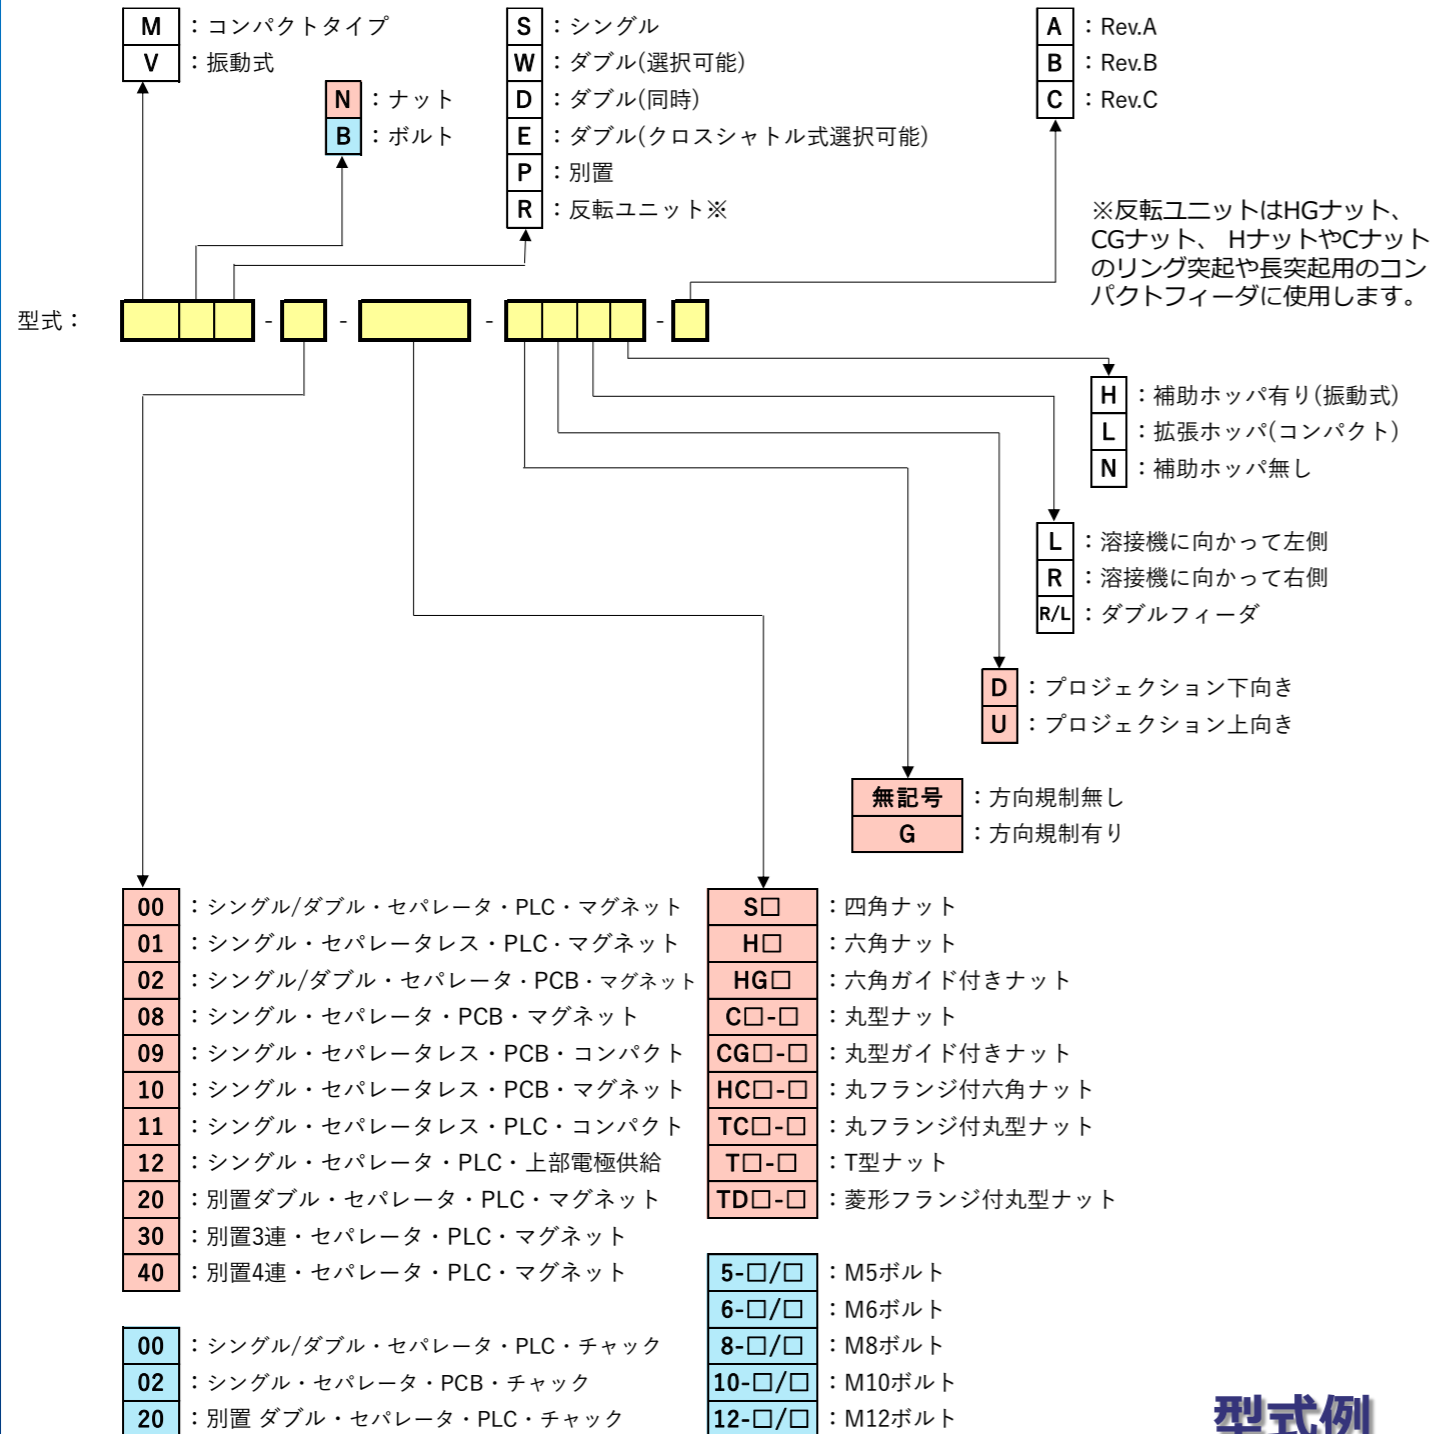 M：コンパクトタイプ
V：振動式
N：ナット
B：ボルト
S：シングル
W：ダブル(選択可能)
D：ダブル(同時)
E：ダブル(クロスシャトル式選択可能)
P：別置
R：反転ユニット※
A：Rev.A
B：Rev.B
C：Rev.C
※反転ユニットはHGナット、
CGナット、 HナットやCナット
のリング突起や長突起用のコン
パクトフィーダに使用します。
型式： - - - -
H：補助ホッパ有り(振動式)
L：拡張ホッパ(コンパクト)
N：補助ホッパ無し
L：溶接機に向かって左側
R：溶接機に向かって右側
R/L：ダブルフィーダ
D：プロジェクション下向き
U：プロジェクション上向き
無記号：方向規制無し
G：方向規制有り
00：シングル/ダブル・セパレータ・PLC・マグネット
01：シングル・セパレータレス・PLC・マグネット
02：シングル/ダブル・セパレータ・PCB・マグネット
08：シングル・セパレータ・PCB・マグネット
09：シングル・セパレータレス・PCB・コンパクト
10：シングル・セパレータレス・PCB・マグネット
11：シングル・セパレータレス・PLC・コンパクト
12：シングル・セパレータ・PLC・上部電極供給
20：別置ダブル・セパレータ・PLC・マグネット
30：別置3連・セパレータ・PLC・マグネット
40：別置4連・セパレータ・PLC・マグネット
00：シングル/ダブル・セパレータ・PLC・チャック
02：シングル・セパレータ・PCB・チャック
20：別置 ダブル・セパレータ・PLC・チャック
S□：四角ナット
H□：六角ナット
HG□：六角ガイド付きナット
C□-□：丸型ナット
CG□-□：丸型ガイド付きナット
HC□-□：丸フランジ付六角ナット
TC□-□：丸フランジ付丸型ナット
T□-□：T型ナット
TD□-□：菱形フランジ付丸型ナット
5-□/□：M5ボルト
6-□/□：M6ボルト
8-□/□：M8ボルト
10-□/□：M10ボルト
12-□/□：M12ボルト
型式例